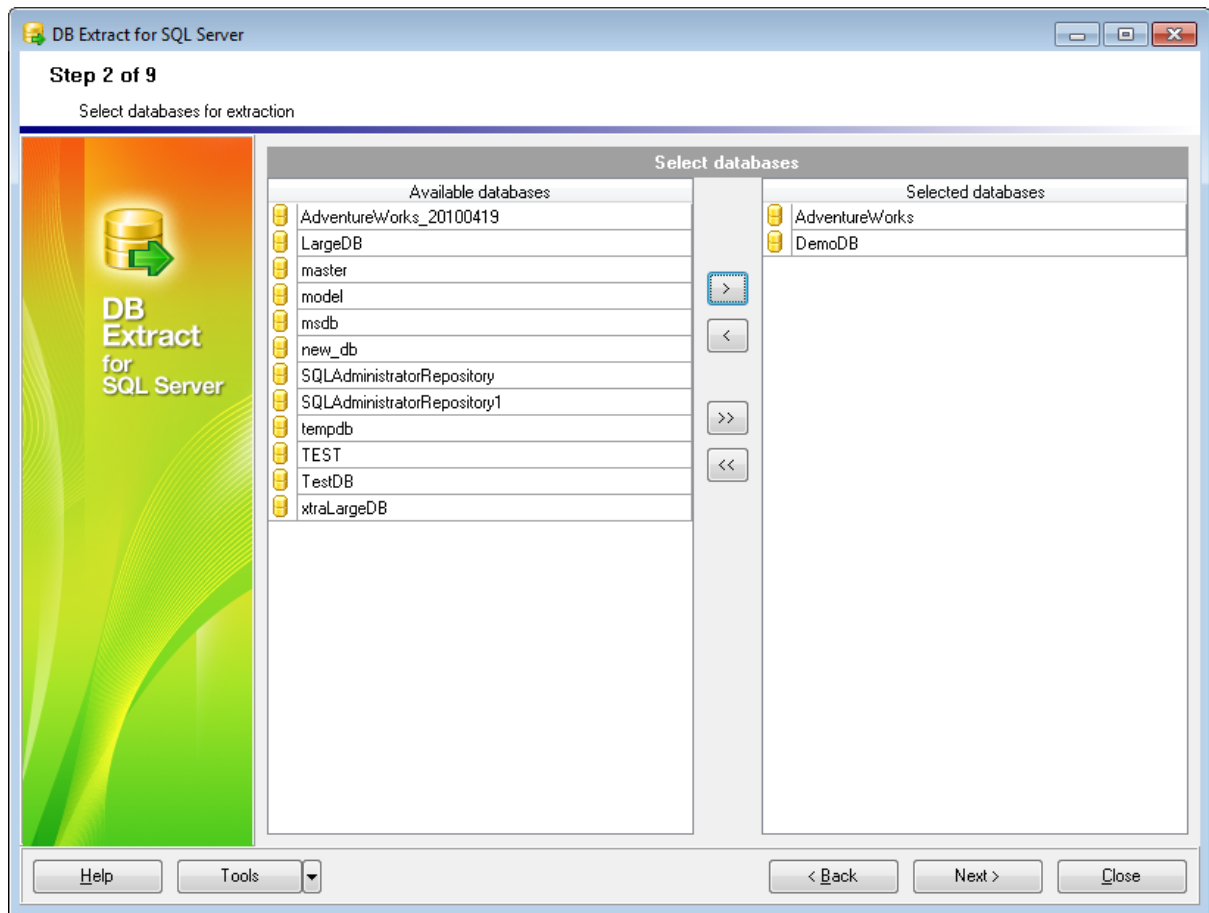 DB Extract for SQL Server
Step 2 of 9
Select databases for extraction
DB
Extract
for
SQL Server
Select databases
Available databases
AdventureWorks_20100419
LargeDB
master
model
msdb
new_db
SQLAdministratorRepository
SQLAdministratorRepository1
tempdb
TEST
TestDB
xtraLargeDB
>
<
>>
<<
Selected databases
AdventureWorks
DemoDB
Help
Tools
< Back
Next >
Close